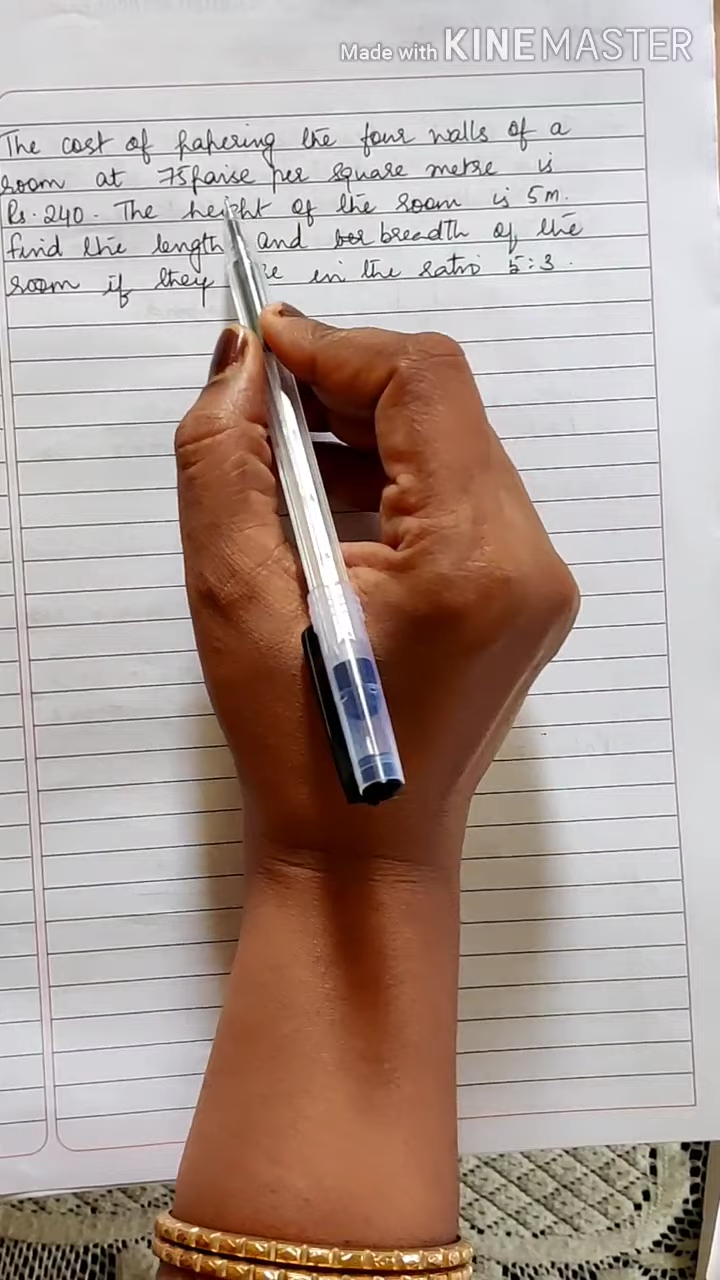 Made with KINEMASTER
The cost of papering the four walls of a
room at 75 paise per square metre is
Rs. 240. The height of the room is 5m.
find the length and breadth of the
room if they in the ratio 5:3.